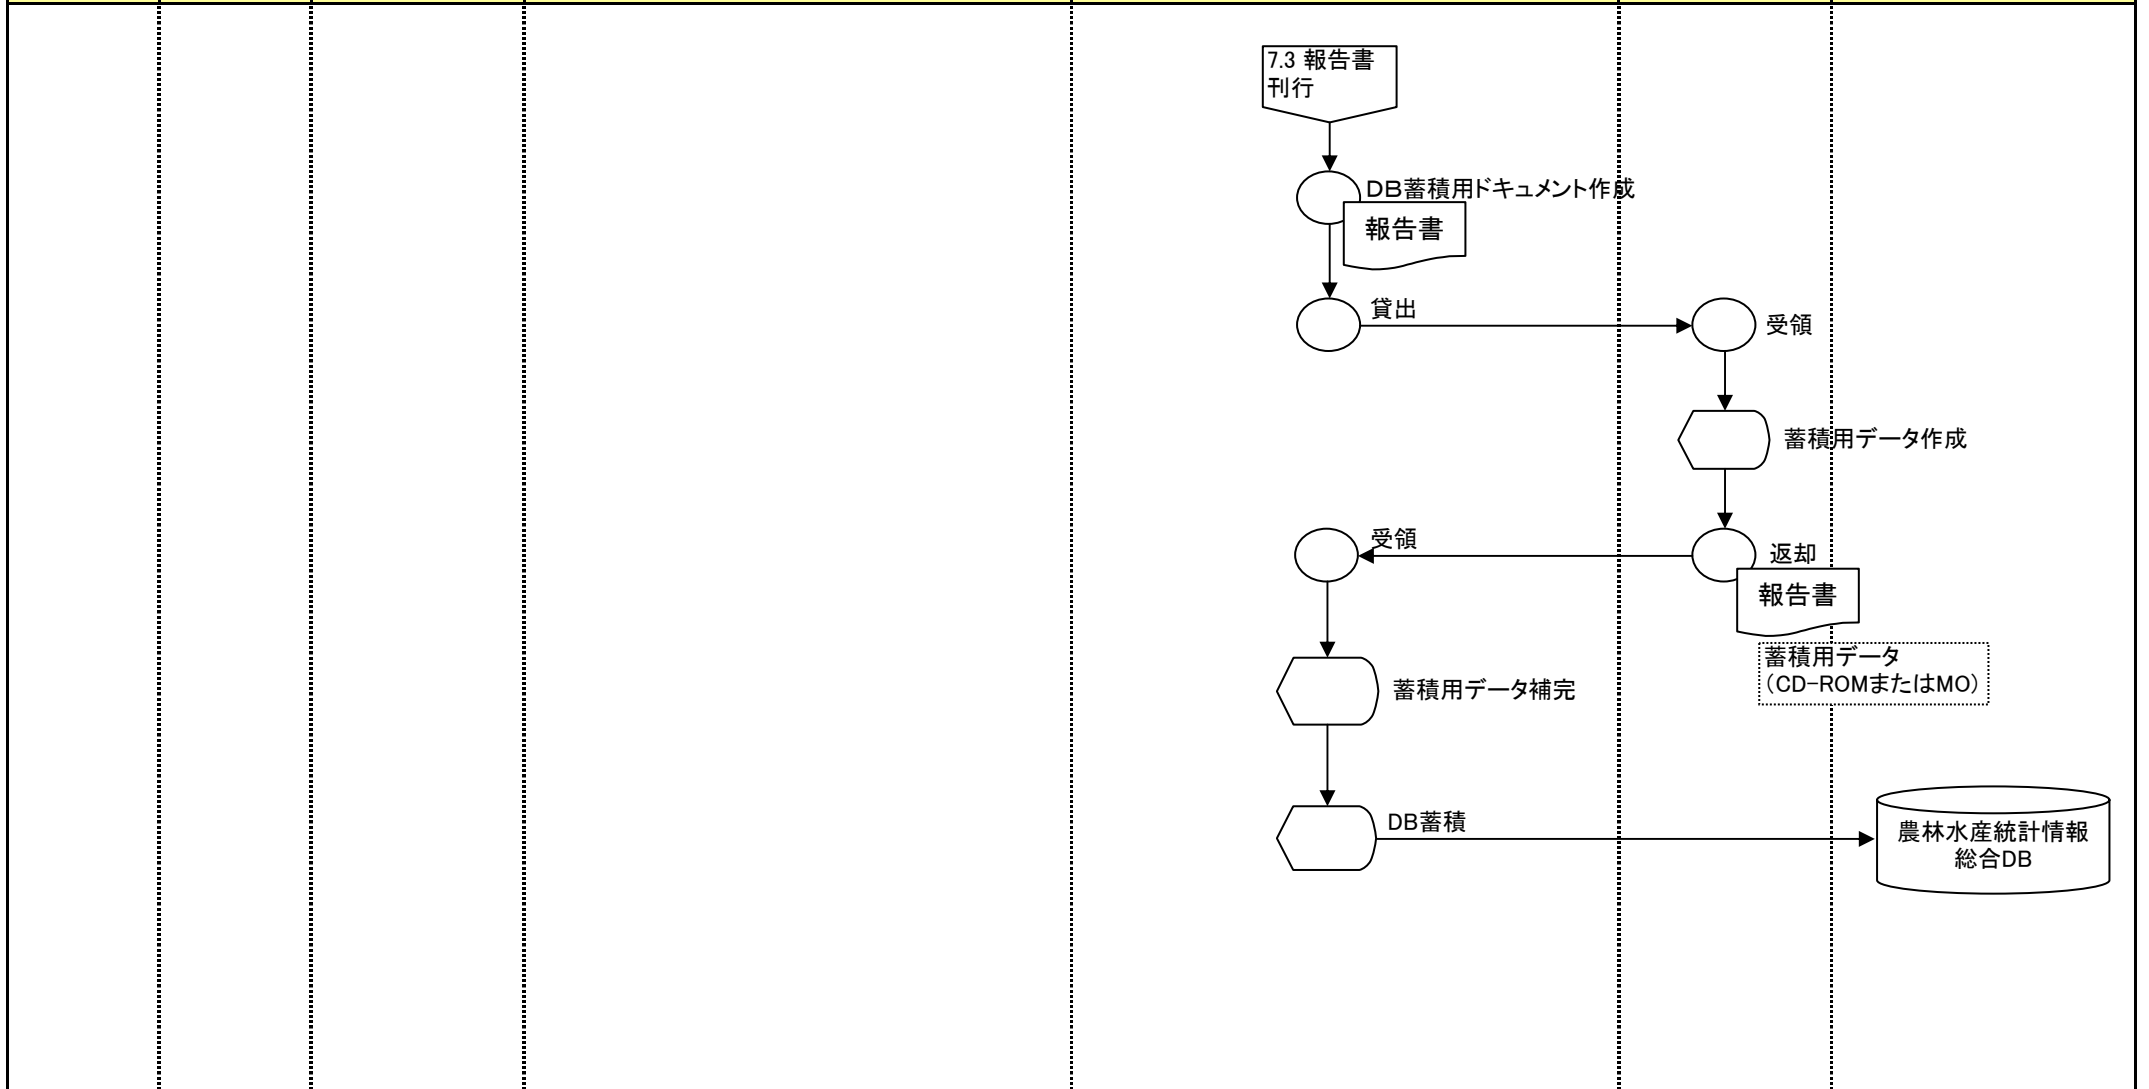 7.3 報告書
刊行
ＤＢ蓄積用ドキュメント作成
報告書
貸出
受領
蓄積用データ作成
受領
返却
報告書
蓄積用データ
（CD-ROMまたはMO）
蓄積用データ補完
DB蓄積
農林水産統計情報
総合DB